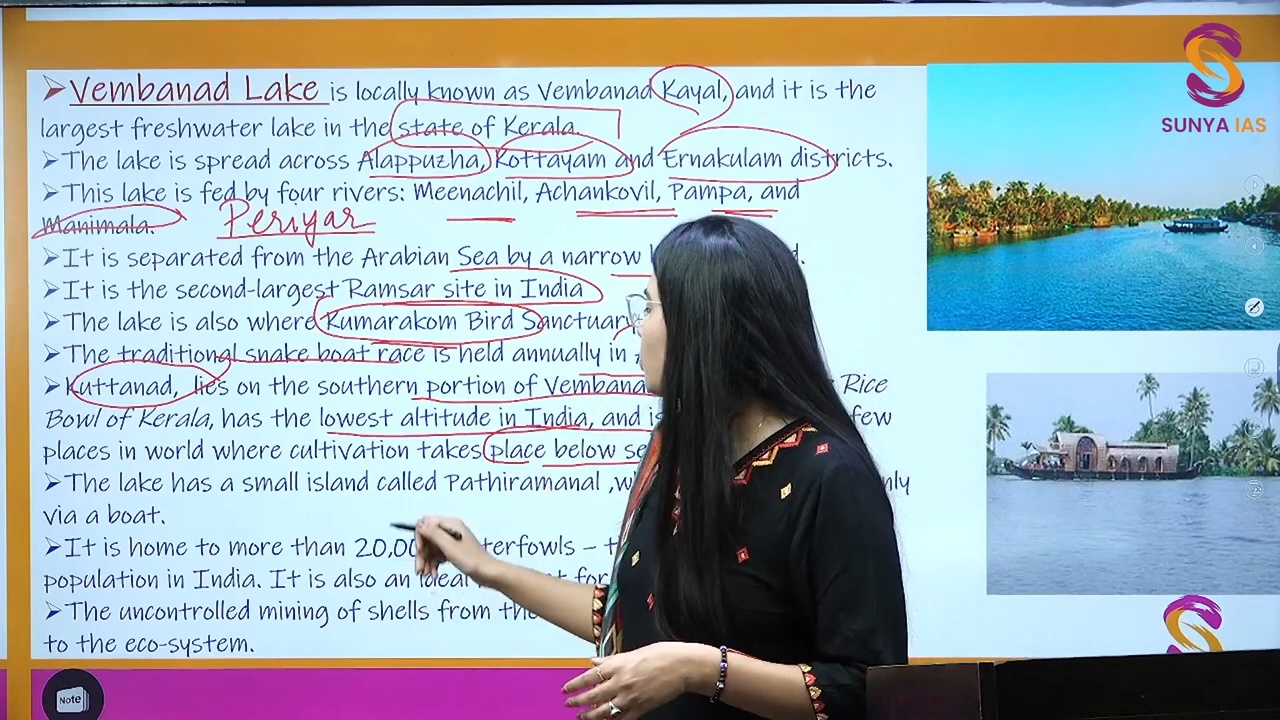 SUNYA IAS
➢Vembanad Lake is locally known as Vembanad Kayal, and it is the
largest freshwater lake in the state of Kerala.
➢The lake is spread across Alappuzha, Kottayam and Ernakulam districts.
➢This lake is fed by four rivers: Meenachil, Achankovil, Pampa, and
Manimala. Periyar
➢It is separated from the Arabian Sea by a narrow
➢It is the second-largest Ramsar site in India
➢The lake is also where Kumarakom Bird Sanctuary
➢The traditional snake boat race is held annually in
➢Kuttanad, lies on the southern portion of Rice
Bowl of Kerala, has the lowest altitude in India, and few
places in world where cultivation takes place below
➢The lake has a small island called Pathiramanal ,
via a boat.
➢It is home to more than
population in India. It is also an ideal for
➢The uncontrolled mining of shells from
to the eco-system.
Note